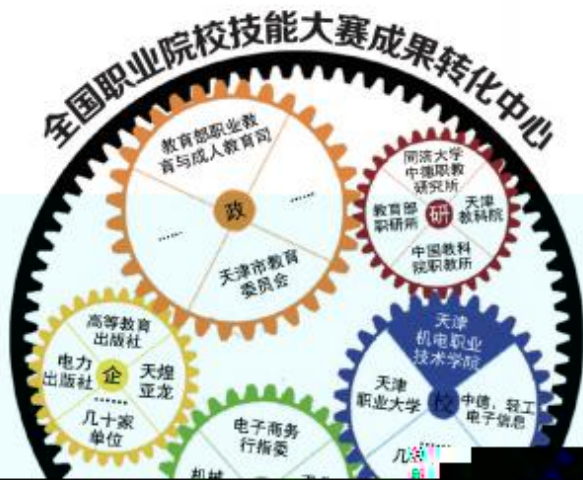 全国职业院校技能大赛成果转化中心
教育部职业教
育与成人教育司
……
……
政
天津市教育
委员会
同济大学
中德职教
研究所
教育部
职研所
研
天津
教科院
中国教科
院职教所
高等教育
出版社
电力
出版社
企
天煌
亚龙
……
几十家
单位
天津
机电职业
技术学院
天津
职业大学
校
中德，轻工
电子信息
……
几
电子商务
行指委
机械